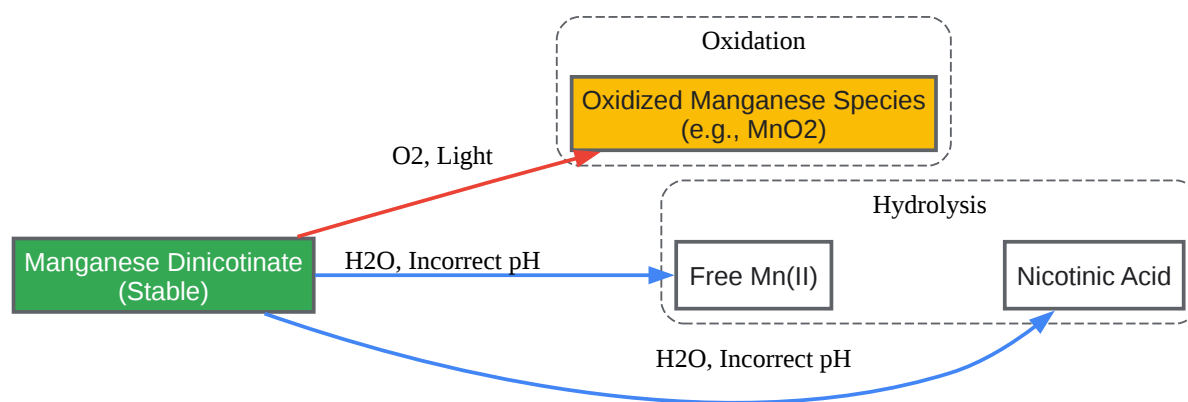 Oxidation
Oxidized Manganese Species
(e.g., MnO2)
O2, Light
Hydrolysis
Manganese Dinicotinate
(Stable)
H2O, Incorrect pH
Free Mn(II)
Nicotinic Acid
H2O, Incorrect pH